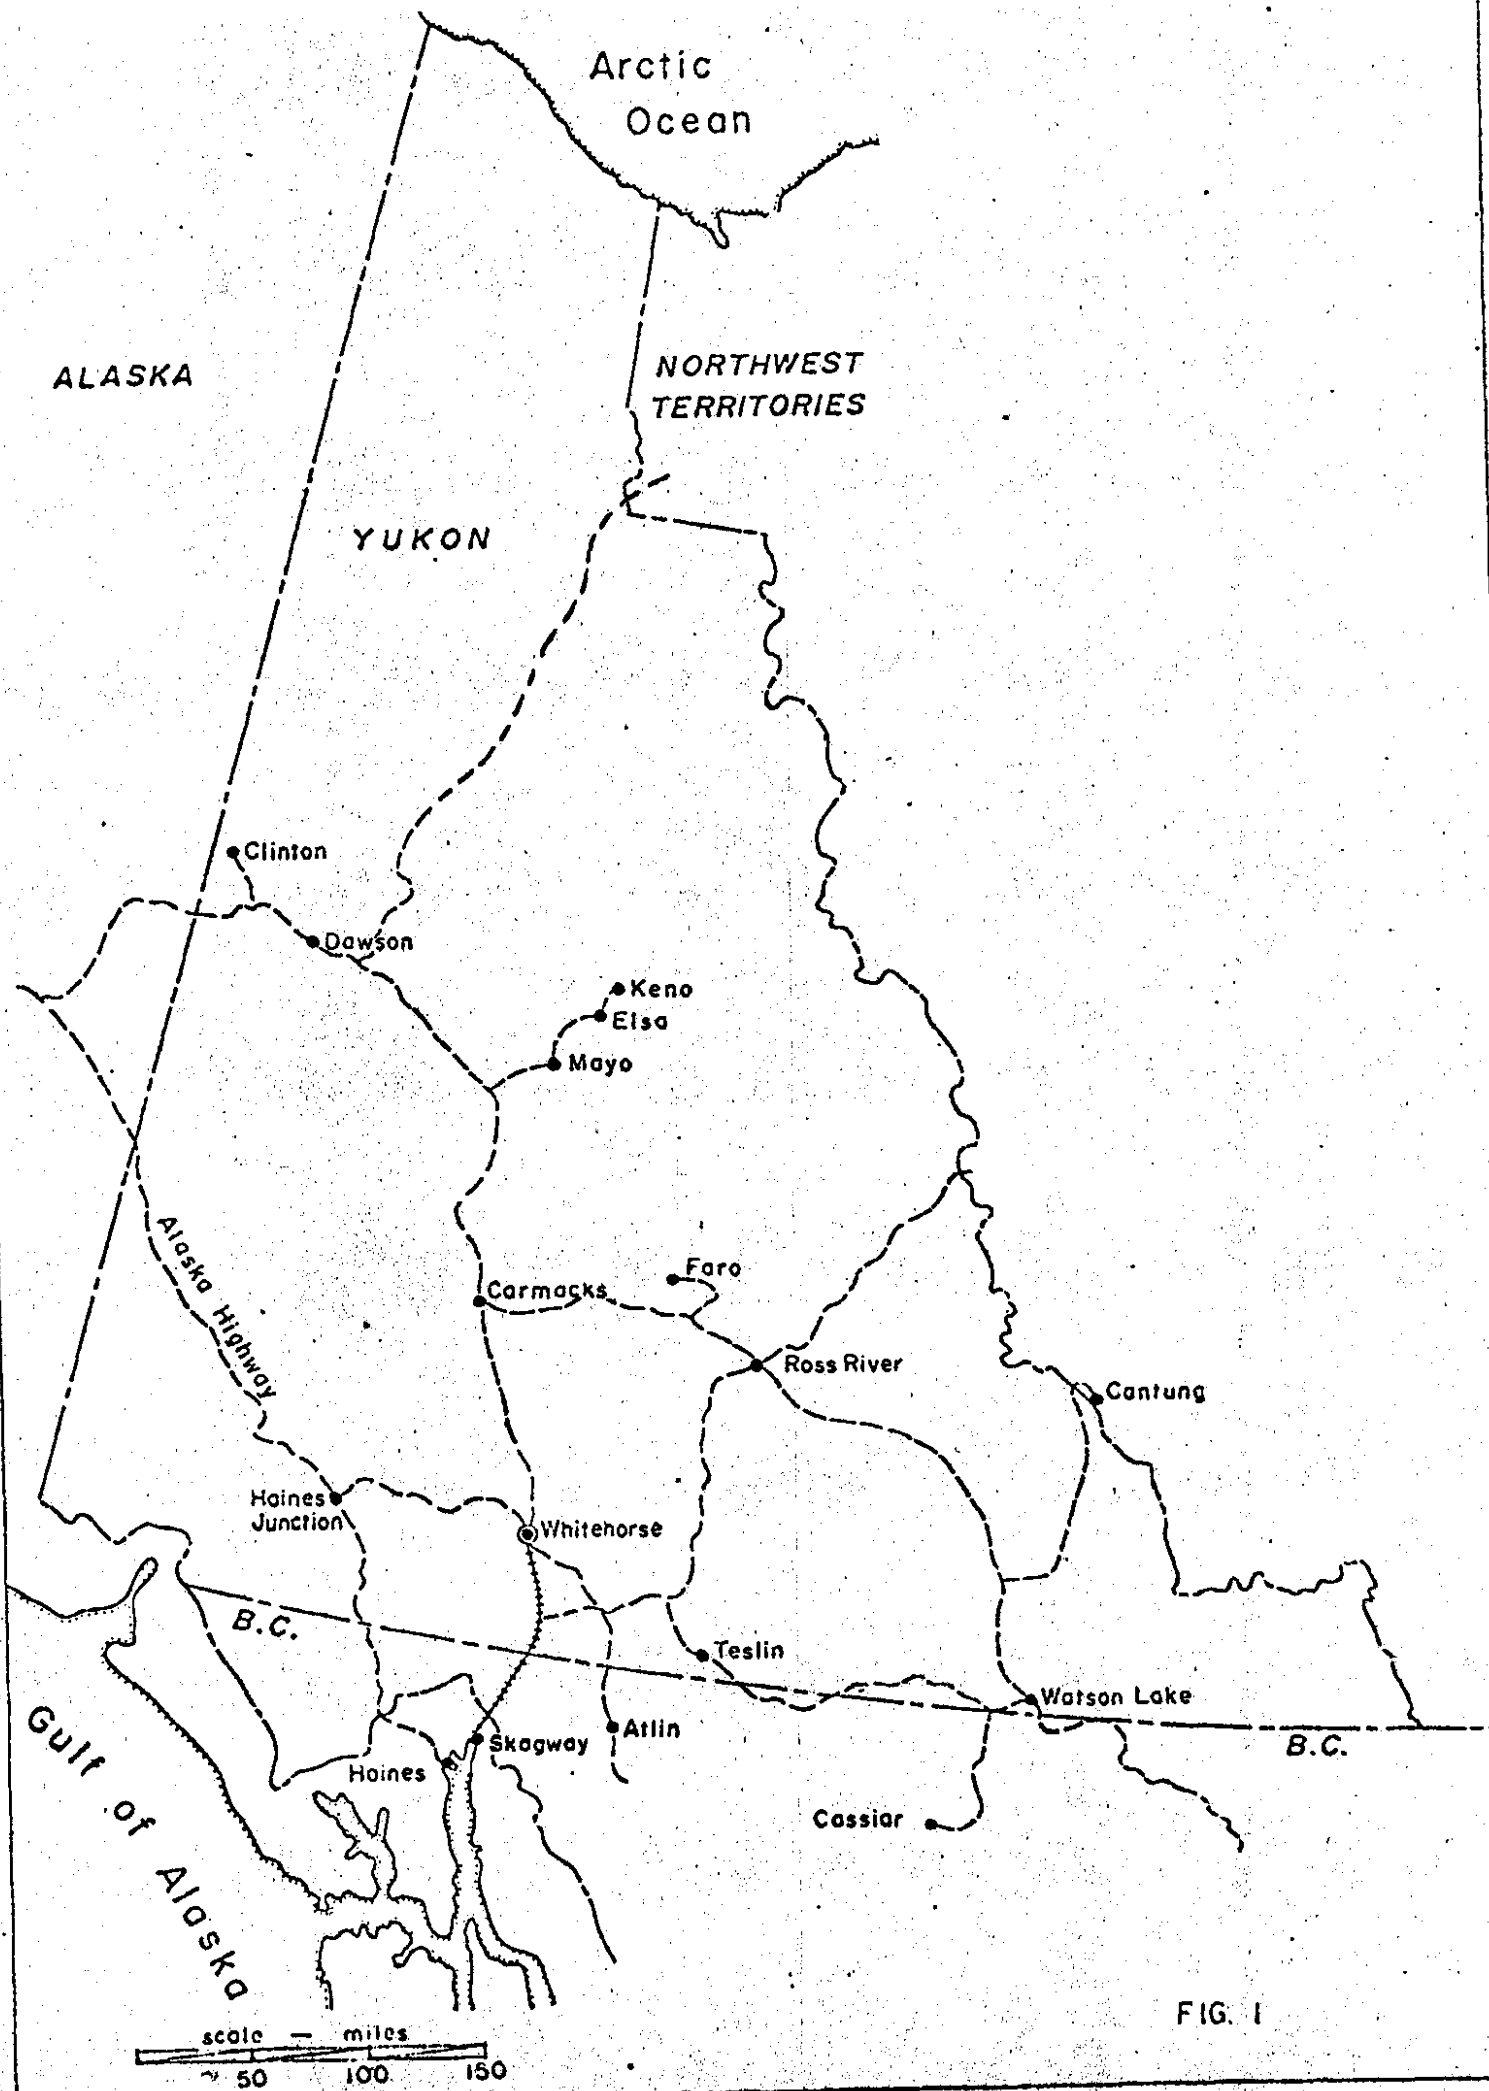 Arctic
Ocean
ALASKA
NORTHWEST
TERRITORIES
YUKON
Clinton
Dawson
Keno
Elsa
Mayo
Alaska Highway
Faro
Carmacks
Ross River
Cantung
Haines
Junction
Whitehorse
B.C.
Teslin
Watson Lake
Atlin
Skagway
B.C.
Haines
Gulf of Alaska
Cassiar
FIG. 1
scale — miles
50 100 150